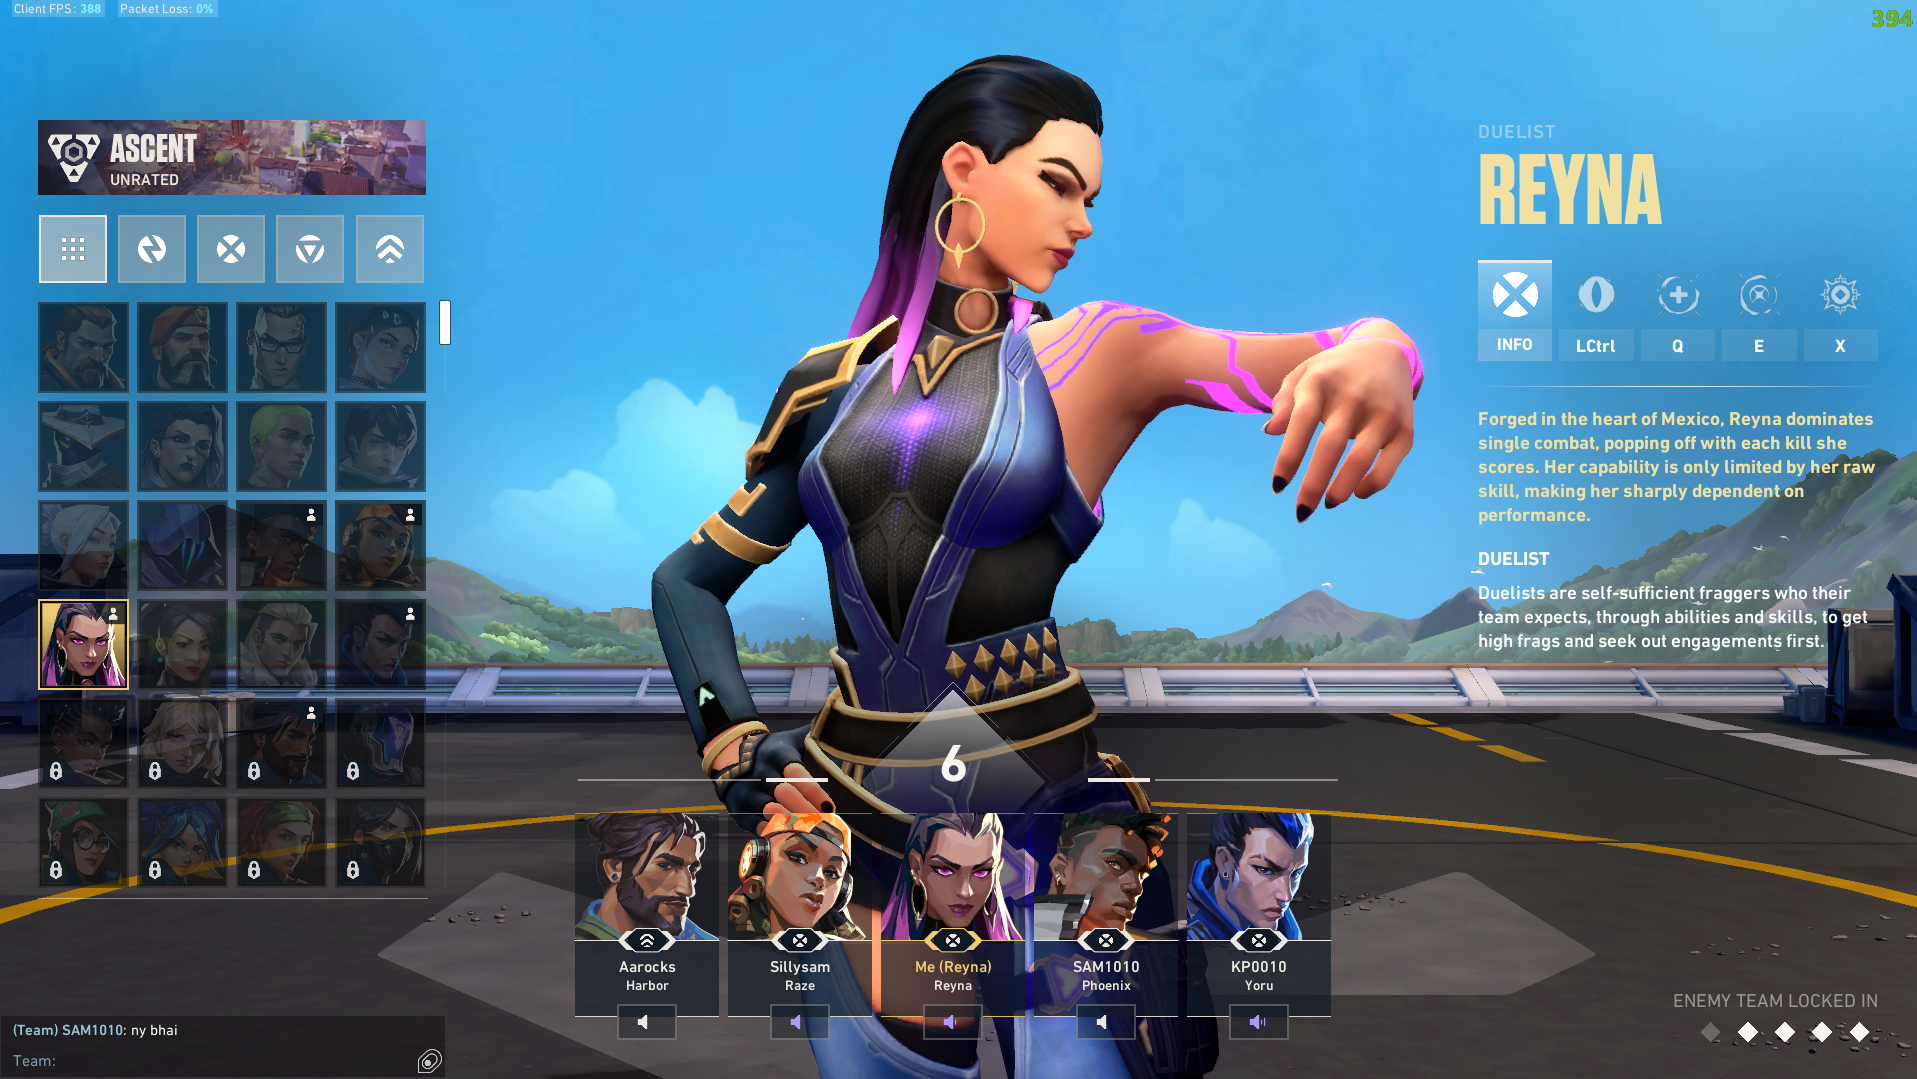 Client FPS: 388 Packet Loss: 0%
394
ASCENT
UNRATED
DUELIST
REYNA
INFO LCtrl Q E X
Forged in the heart of Mexico, Reyna dominates
single combat, popping off with each kill she
scores. Her capability is only limited by her raw
skill, making her sharply dependent on
performance.
DUELIST
Duelists are self-sufficient fraggers who their
team expects, through abilities and skills, to get
high frags and seek out engagements first.
6
Aarocks
Harbor
Sillysam
Raze
Me (Reyna)
Reyna
SAM1010
Phoenix
KP0010
Yoru
ENEMY TEAM LOCKED IN
(Team) SAM1010: ny bhai
Team: